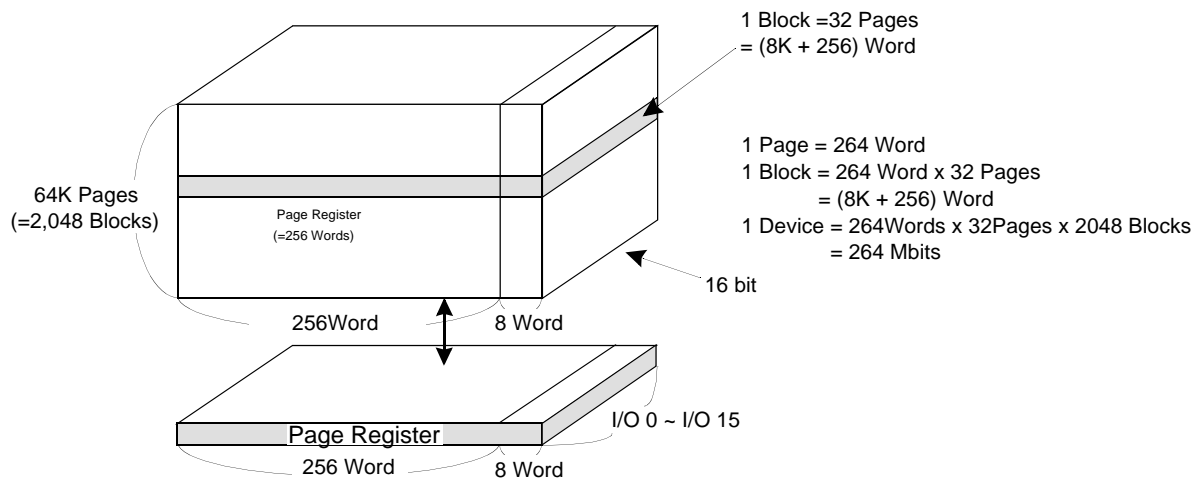 1 Block =32 Pages
= (8K + 256) Word
1 Page = 264 Word
1 Block = 264 Word x 32 Pages
= (8K + 256) Word
1 Device = 264Words x 32Pages x 2048 Blocks
= 264 Mbits
64K Pages
(=2,048 Blocks)
Page Register
(=256 Words)
16 bit
256Word
8 Word
I/O 0 ~ I/O 15
Page Register
256 Word
8 Word